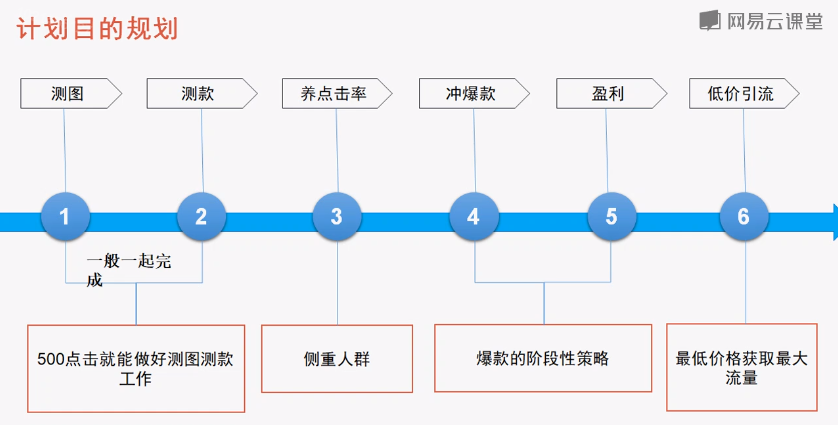 计划目的规划
网易云课堂
测图
测款
养点击率
冲爆款
盈利
低价引流
1
2
3
4
5
6
一般一起完
成
500点击就能做好测图测款
工作
侧重人群
爆款的阶段性策略
最低价格获取最大
流量